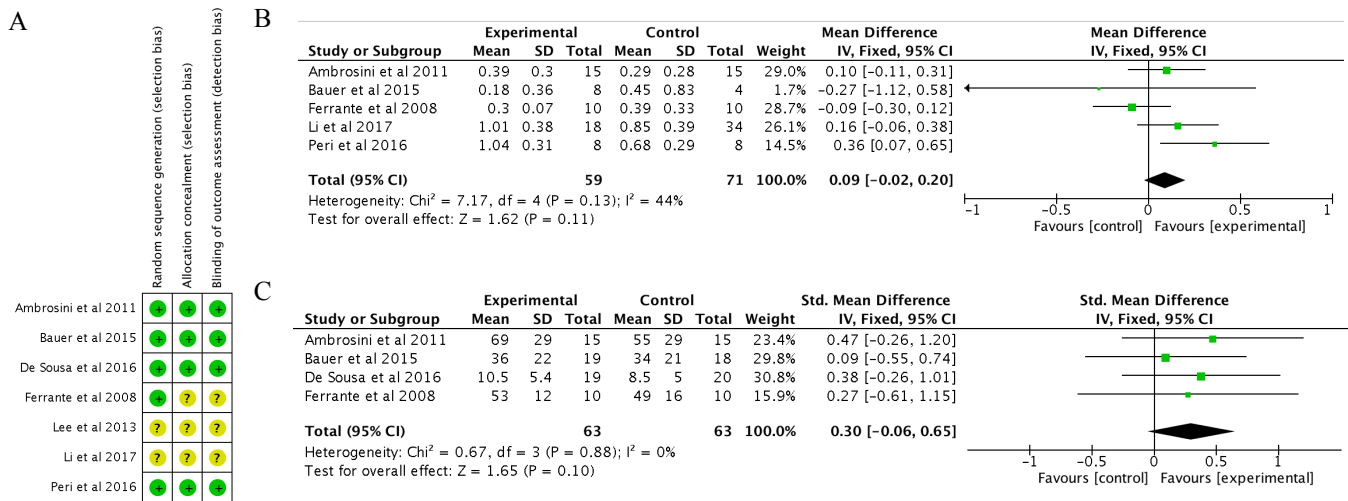 A
Random sequence generation (selection bias)
Allocation concealment (selection bias)
Blinding of outcome assessment (detection bias)
Ambrosini et al 2011 + + +
Bauer et al 2015 + + +
De Sousa et al 2016 + + +
Ferrante et al 2008 + ? ?
Lee et al 2013 ? ? ?
Li et al 2017 ? ? ?
Peri et al 2016 + + +
B
Experimental Control Mean Difference Mean Difference
Study or Subgroup Mean SD Total Mean SD Total Weight IV, Fixed, 95% CI IV, Fixed, 95% CI
Ambrosini et al 2011 0.39 0.3 15 0.29 0.28 15 29.0% 0.10 [-0.11, 0.31]
Bauer et al 2015 0.18 0.36 8 0.45 0.83 4 1.7% -0.27 [-1.12, 0.58]
Ferrante et al 2008 0.3 0.07 10 0.39 0.33 10 28.7% -0.09 [-0.30, 0.12]
Li et al 2017 1.01 0.38 18 0.85 0.39 34 26.1% 0.16 [-0.06, 0.38]
Peri et al 2016 1.04 0.31 8 0.68 0.29 8 14.5% 0.36 [0.07, 0.65]
Total (95% CI) 59 71 100.0% 0.09 [-0.02, 0.20]
Heterogeneity: Chi² = 7.17, df = 4 (P = 0.13); I² = 44%
Test for overall effect: Z = 1.62 (P = 0.11)
-1 -0.5 0 0.5 1
Favours [control] Favours [experimental]
C
Experimental Control Std. Mean Difference Std. Mean Difference
Study or Subgroup Mean SD Total Mean SD Total Weight IV, Fixed, 95% CI IV, Fixed, 95% CI
Ambrosini et al 2011 69 29 15 55 29 15 23.4% 0.47 [-0.26, 1.20]
Bauer et al 2015 36 22 19 34 21 18 29.8% 0.09 [-0.55, 0.74]
De Sousa et al 2016 10.5 5.4 19 8.5 5 20 30.8% 0.38 [-0.26, 1.01]
Ferrante et al 2008 53 12 10 49 16 10 15.9% 0.27 [-0.61, 1.15]
Total (95% CI) 63 63 100.0% 0.30 [-0.06, 0.65]
Heterogeneity: Chi² = 0.67, df = 3 (P = 0.88); I² = 0%
Test for overall effect: Z = 1.65 (P = 0.10)
-1 -0.5 0 0.5 1
Favours [control] Favours [experimental]